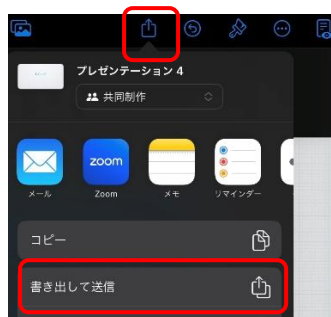 プレゼンテーション 4
共同制作
zoom
メール
Zoom
メモ
リマインダー
コピー
書き出して送信